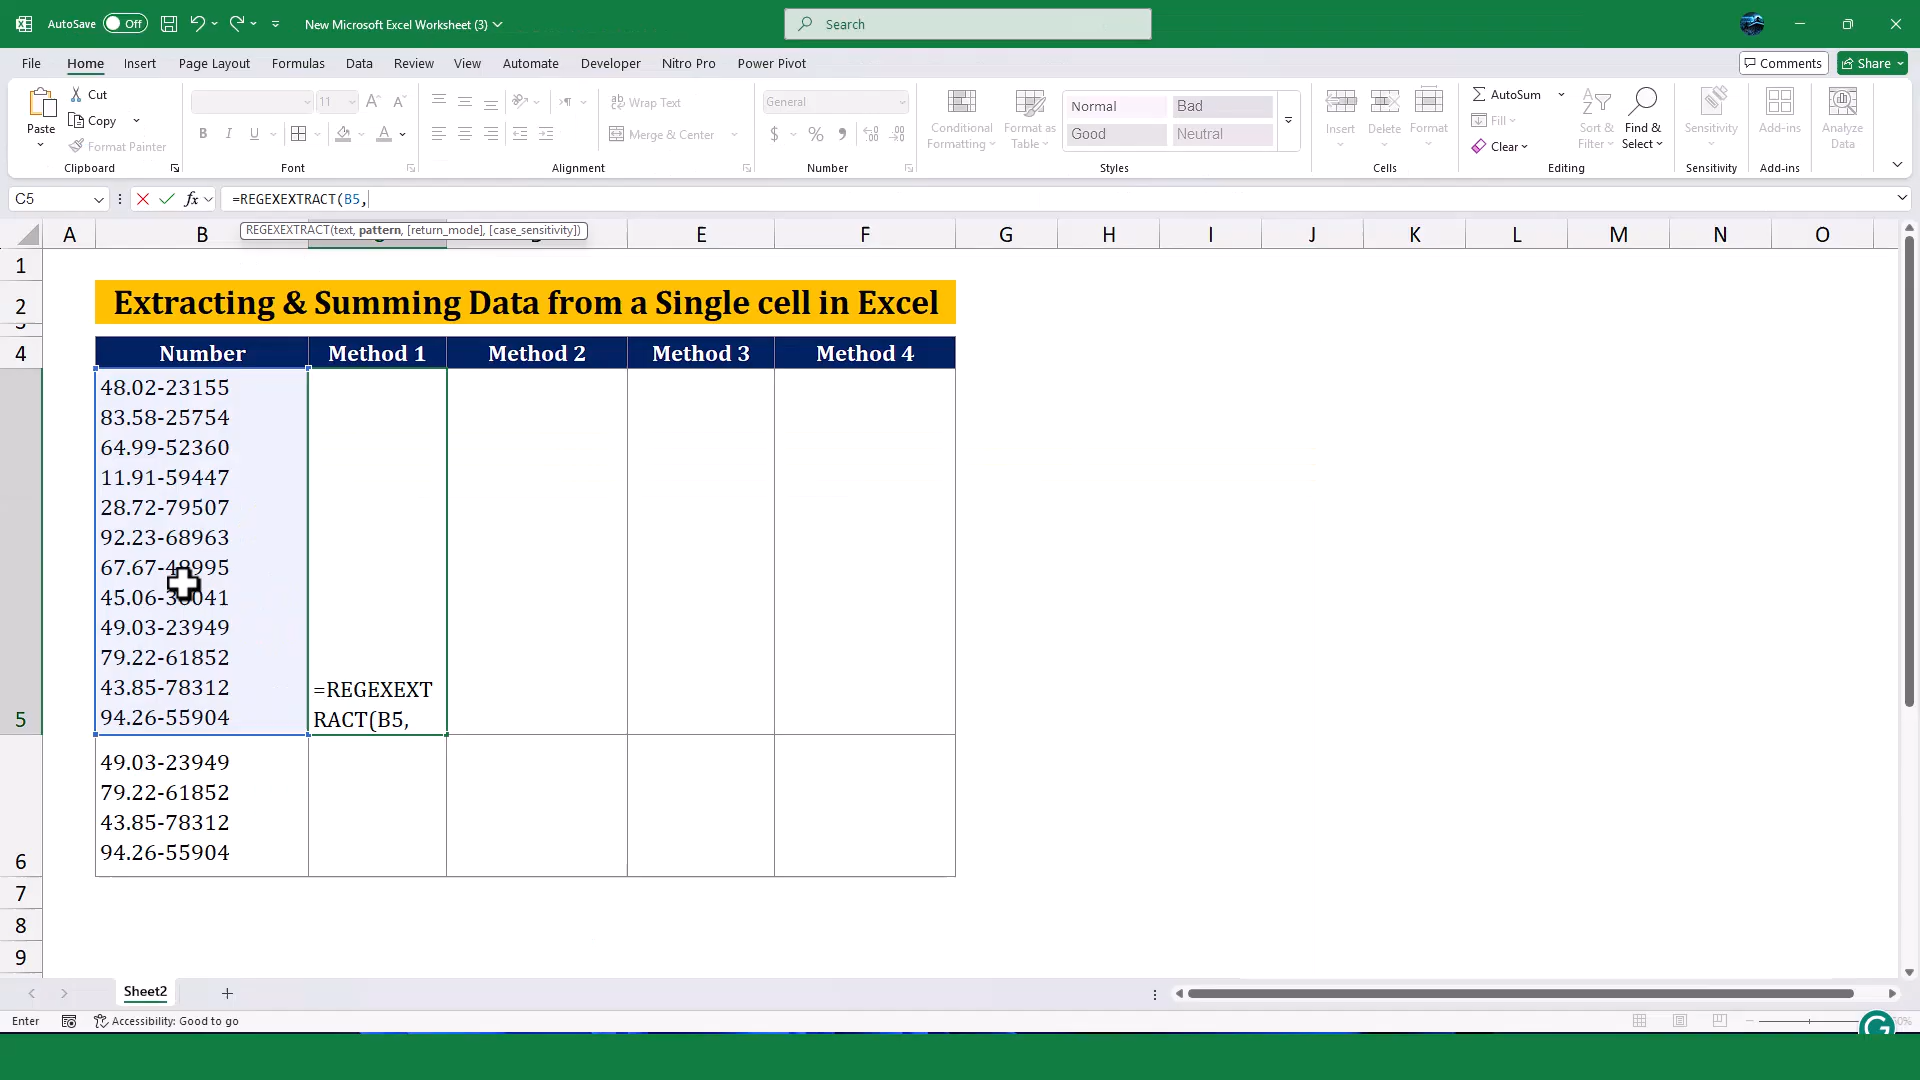 AutoSave Off New Microsoft Excel Worksheet (3) Search
File Home Insert Page Layout Formulas Data Review View Automate Developer Nitro Pro Power Pivot Comments Share
Paste Cut Copy Format Painter Clipboard
11 B I U A Font
Wrap Text Merge & Center Alignment
General $ % Number
Conditional Formatting Format as Table Normal Bad Good Neutral Styles
Insert Delete Format Cells
AutoSum Fill Clear Sort & Filter Find & Select Editing
Sensitivity Sensitivity
Add-ins Add-ins
Analyze Data
C5 fx =REGEXEXTRACT(B5,
REGEXEXTRACT(text, pattern, [return_mode], [case_sensitivity])
A B E F G H I J K L M N O
1
2 Extracting & Summing Data from a Single cell in Excel
4 Number Method 1 Method 2 Method 3 Method 4
48.02-23155
83.58-25754
64.99-52360
11.91-59447
28.72-79507
92.23-68963
67.67-48995
45.06-36041
49.03-23949
79.22-61852
43.85-78312 =REGEXEXT
5 94.26-55904 RACT(B5,
49.03-23949
79.22-61852
43.85-78312
6 94.26-55904
7
8
9
Sheet2
Enter Accessibility: Good to go